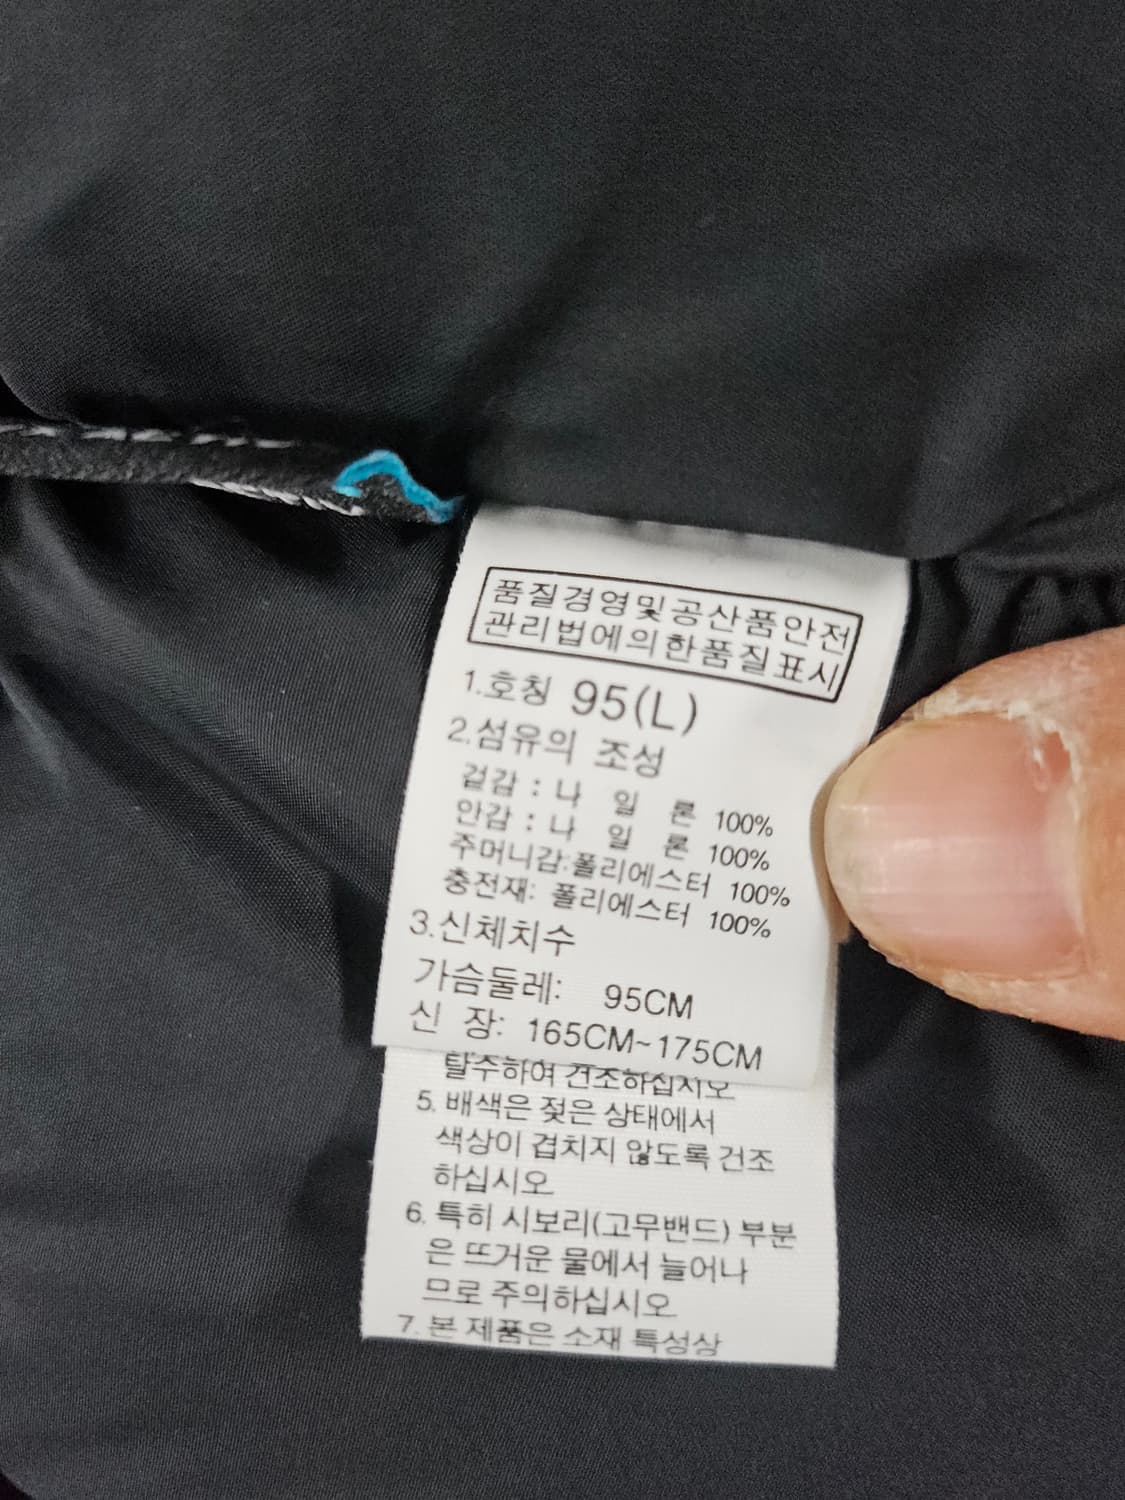 품질경영및공산품안전
관리법에의한품질표시
1.호칭 95(L)
2.섬유의 조성
겉감 : 나 일 론 100%
안감 : 나 일 론 100%
주머니감:폴리에스터 100%
충전재: 폴리에스터 100%
3.신체치수
가슴둘레: 95CM
신 장: 165CM~175CM
탈수하여 건조하십시오
5. 배색은 젖은 상태에서
색상이 겹치지 않도록 건조
하십시오
6. 특히 시보리(고무밴드) 부분
은 뜨거운 물에서 늘어나
므로 주의하십시오
7. 본 제품은 소재 특성상